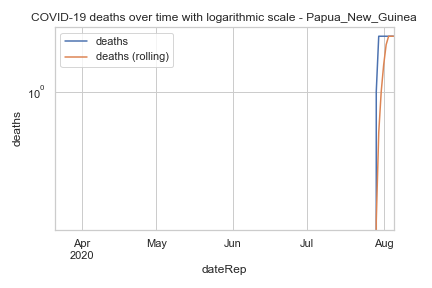 COVID-19 deaths over time with logarithmic scale - Papua_New_Guinea
deaths
deaths (rolling)
10⁰
deaths
Apr May Jun Jul Aug
2020
dateRep